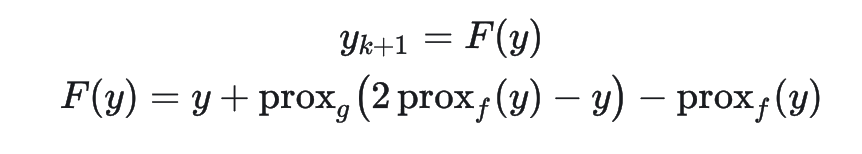 y_{k+1} = F(y)
F(y) = y + prox_g(2 prox_f(y) − y) − prox_f(y)